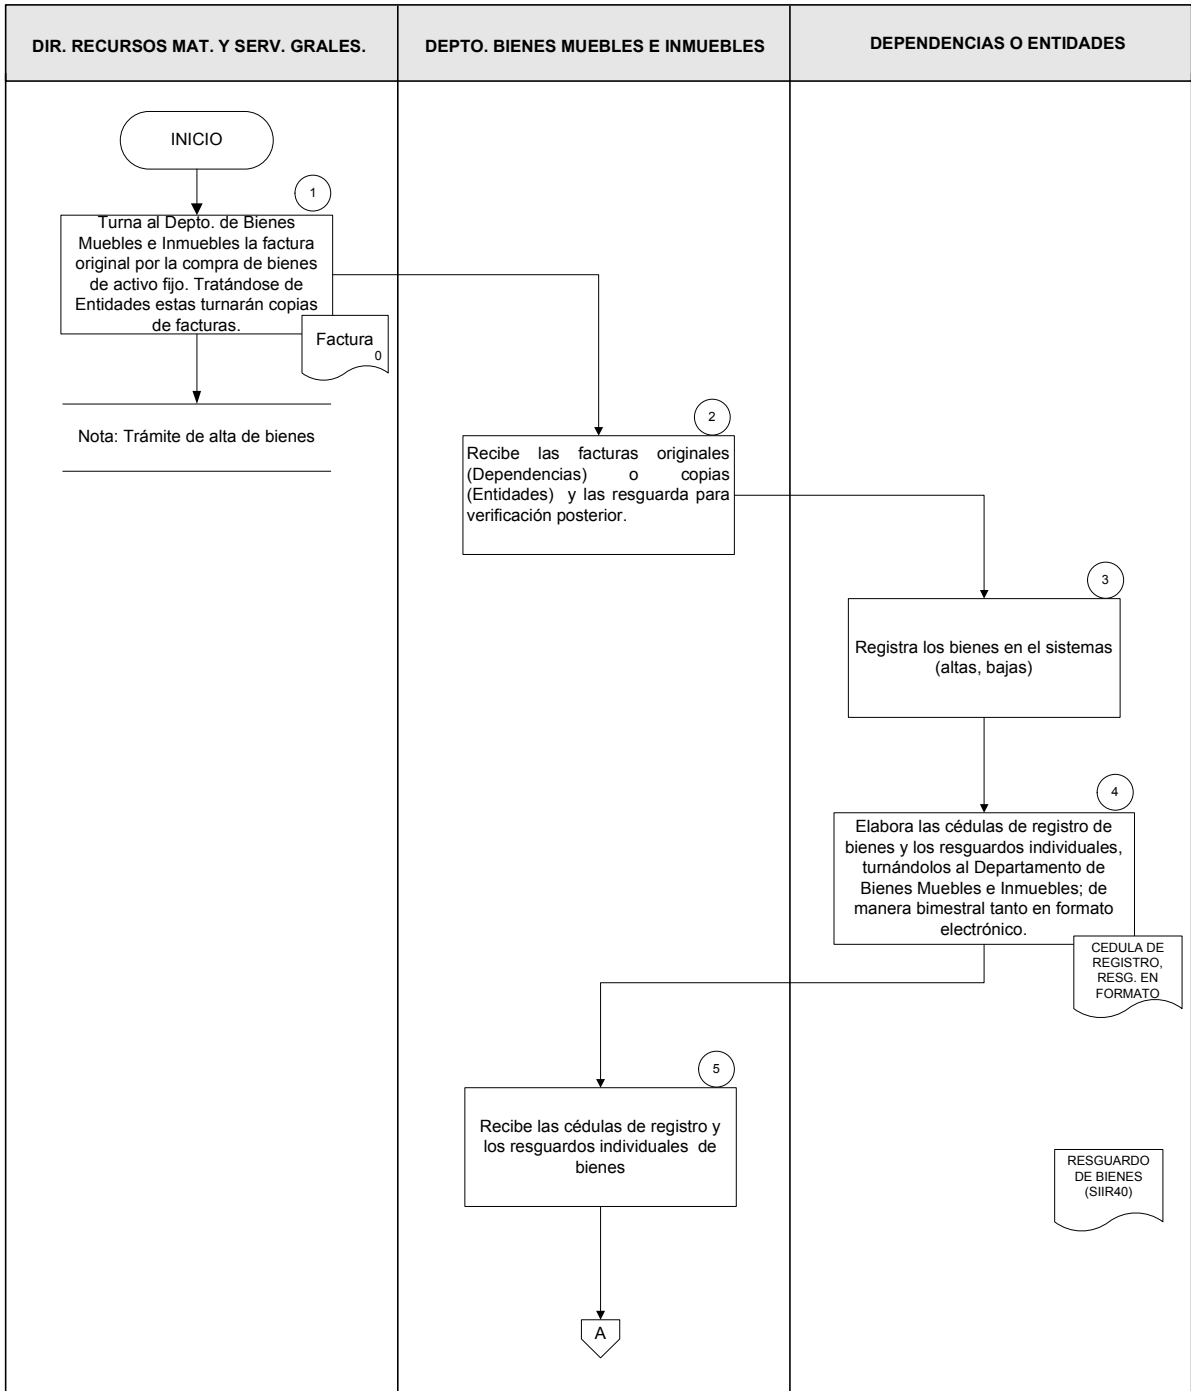 DIR. RECURSOS MAT. Y SERV. GRALES.
DEPTO. BIENES MUEBLES E INMUEBLES
DEPENDENCIAS O ENTIDADES
INICIO
1
Turna al Depto. de Bienes
Muebles e Inmuebles la factura
original por la compra de bienes
de activo fijo. Tratándose de
Entidades estas turnarán copias
de facturas.
Factura
0
Nota: Trámite de alta de bienes
2
Recibe las facturas originales
(Dependencias) o copias
(Entidades) y las resguarda para
verificación posterior.
3
Registra los bienes en el sistemas
(altas, bajas)
4
Elabora las cédulas de registro de
bienes y los resguardos individuales,
turnándolos al Departamento de
Bienes Muebles e Inmuebles; de
manera bimestral tanto en formato
electrónico.
CEDULA DE
REGISTRO,
RESG. EN
FORMATO
5
Recibe las cédulas de registro y
los resguardos individuales de
bienes
RESGUARDO
DE BIENES
(SIIR40)
A